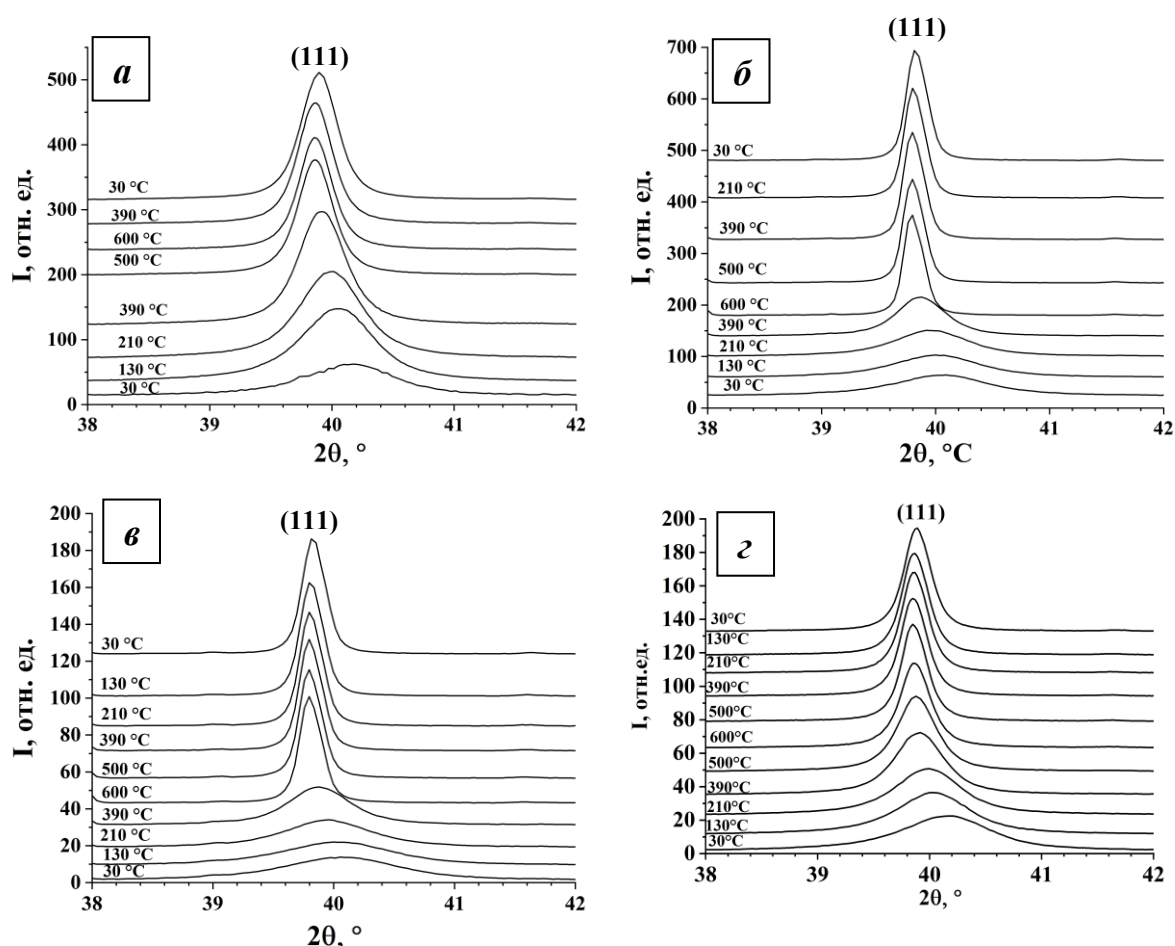 а
(111)
500
400
300
200
100
0
I, отн. ед.
30 °C
390 °C
600 °C
500 °C
390 °C
210 °C
130 °C
30 °C
38 39 40 41 42
2θ, °
б
(111)
700
600
500
400
300
200
100
0
I, отн. ед.
30 °C
210 °C
390 °C
500 °C
600 °C
390 °C
210 °C
130 °C
30 °C
38 39 40 41 42
2θ, °C
в
(111)
200
180
160
140
120
100
80
60
40
20
0
I, отн. ед.
30 °C
130 °C
210 °C
390 °C
500 °C
600 °C
390 °C
210 °C
130 °C
30 °C
38 39 40 41 42
2θ, °
г
(111)
200
180
160
140
120
100
80
60
40
20
0
I, отн.ед.
30°C
130°C
210°C
390°C
500°C
600°C
500°C
390°C
210°C
130°C
30°C
38 39 40 41 42
2θ, °